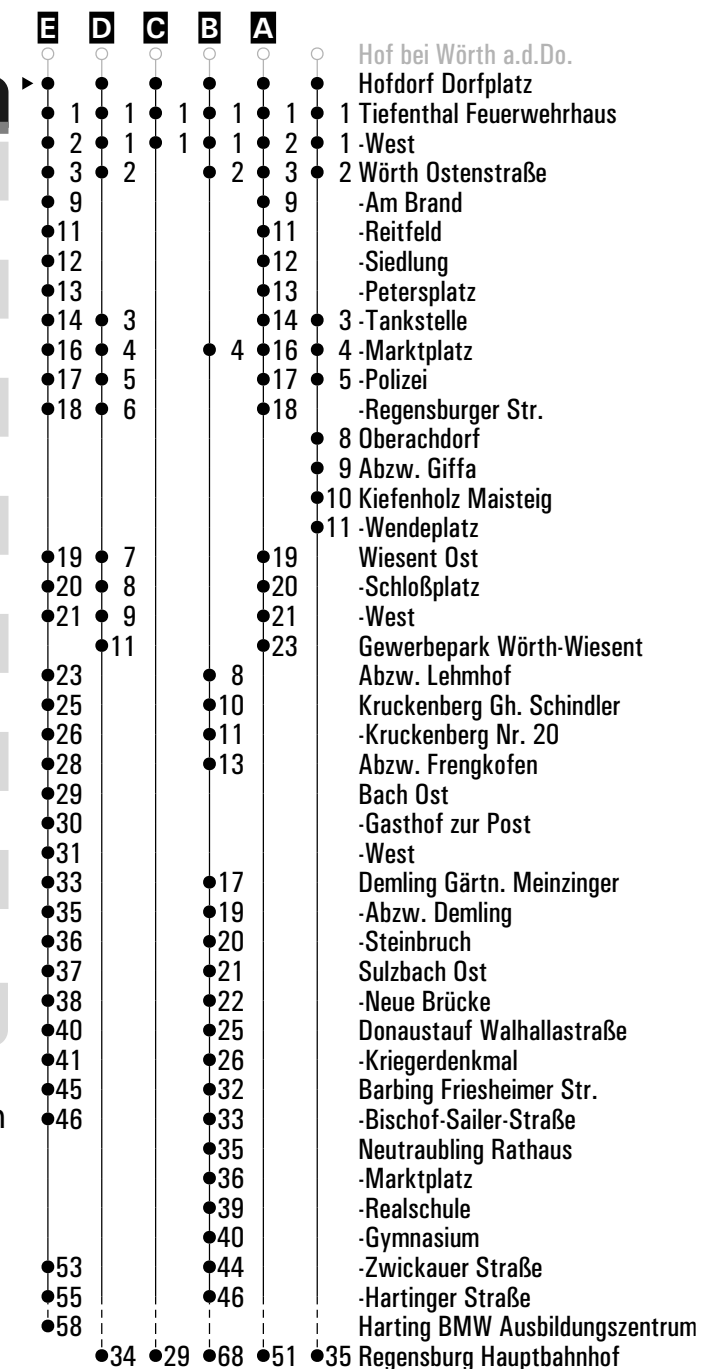 E D C B A
Hof bei Wörth a.d.Do.
Hofdorf Dorfplatz
1 1 1 1 1 1 Tiefenthal Feuerwehrhaus
2 1 1 1 2 1 -West
3 2 2 3 2 Wörth Ostenstraße
9 9 -Am Brand
11 11 -Reitfeld
12 12 -Siedlung
13 13 -Petersplatz
14 3 14 3 -Tankstelle
16 4 4 16 4 -Marktplatz
17 5 17 5 -Polizei
18 6 18 -Regensburger Str.
8 Oberachdorf
9 Abzw. Giffa
10 Kiefenholz Maisteig
11 -Wendeplatz
19 7 19 Wiesent Ost
20 8 20 -Schloßplatz
21 9 21 -West
11 23 Gewerbepark Wörth-Wiesent
23 8 Abzw. Lehmhof
25 10 Kruckenberg Gh. Schindler
26 11 -Kruckenberg Nr. 20
28 13 Abzw. Frengkofen
29 Bach Ost
30 -Gasthof zur Post
31 -West
33 17 Demling Gärtn. Meinzinger
35 19 -Abzw. Demling
36 20 -Steinbruch
37 21 Sulzbach Ost
38 22 -Neue Brücke
40 25 Donaustauf Walhallastraße
41 26 -Kriegerdenkmal
45 32 Barbing Friesheimer Str.
46 33 -Bischof-Sailer-Straße
35 Neutraubling Rathaus
36 -Marktplatz
39 -Realschule
40 -Gymnasium
53 44 -Zwickauer Straße
55 46 -Hartinger Straße
58 Harting BMW Ausbildungszentrum
34 29 68 51 35 Regensburg Hauptbahnhof